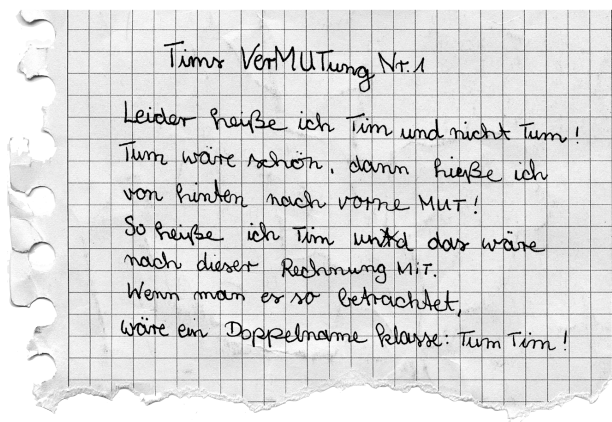 Tims VerMUTung Nr. 1
Leider heiße ich Tim und nicht Tum!
Tum wäre schön, dann hieße ich
von hinten nach vorne MUT!
So heiße ich Tim und das wäre
nach dieser Rechnung MiT.
Wenn man es so betrachtet,
wäre ein Doppelname klasse: Tum Tim!